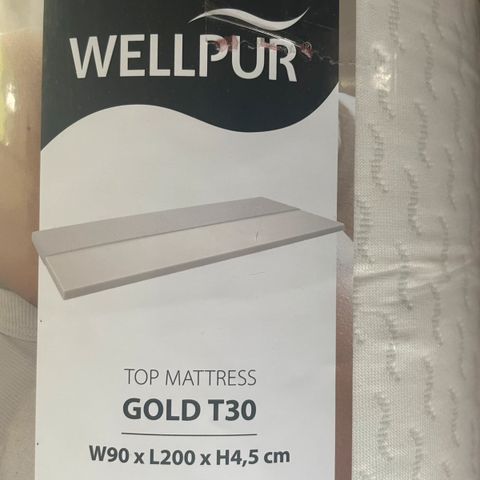 WELLPUR
TOP MATTRESS
GOLD T30
W90 x L200 x H4,5 cm